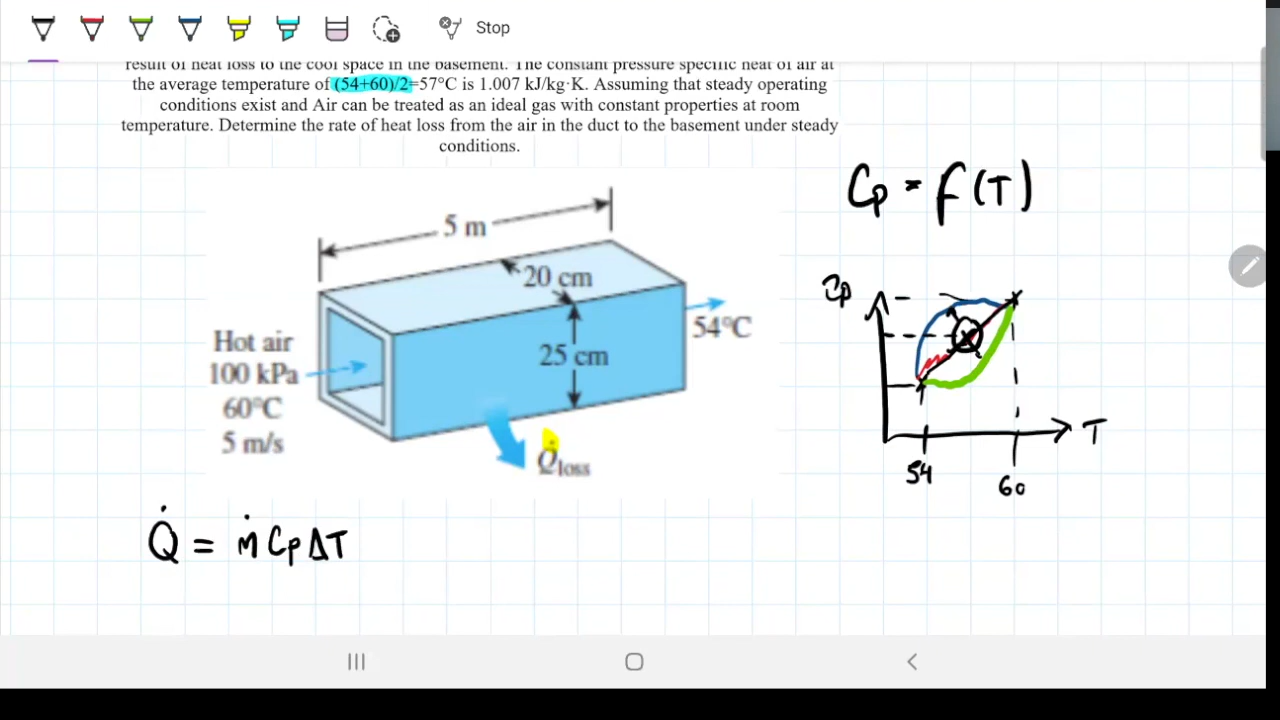 Stop
result of heat loss to the cool space in the basement. The constant pressure specific heat of air at
the average temperature of (54+60)/2=57°C is 1.007 kJ/kg·K. Assuming that steady operating
conditions exist and Air can be treated as an ideal gas with constant properties at room
temperature. Determine the rate of heat loss from the air in the duct to the basement under steady
conditions.
Cp = f(T)
5 m
20 cm
25 cm
54°C
Hot air
100 kPa
60°C
5 m/s
Q̇loss
Cp
T
54
60
Q̇ = ṁ Cp ΔT